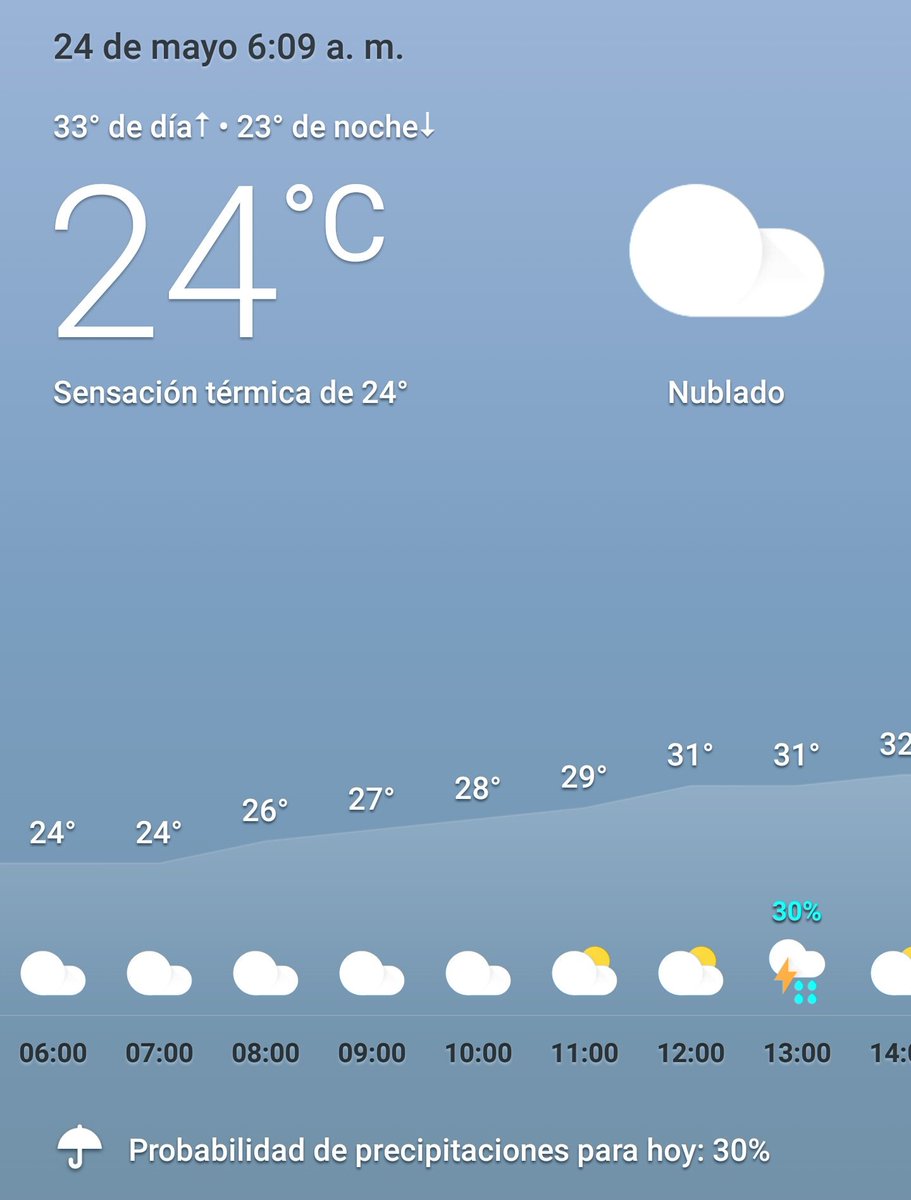 24 de mayo 6:09 a. m.
33° de día↑ • 23° de noche↓
24°C
Sensación térmica de 24°
Nublado
24° 24° 26° 27° 28° 29° 31° 31° 32
30%
06:00 07:00 08:00 09:00 10:00 11:00 12:00 13:00 14:0
Probabilidad de precipitaciones para hoy: 30%